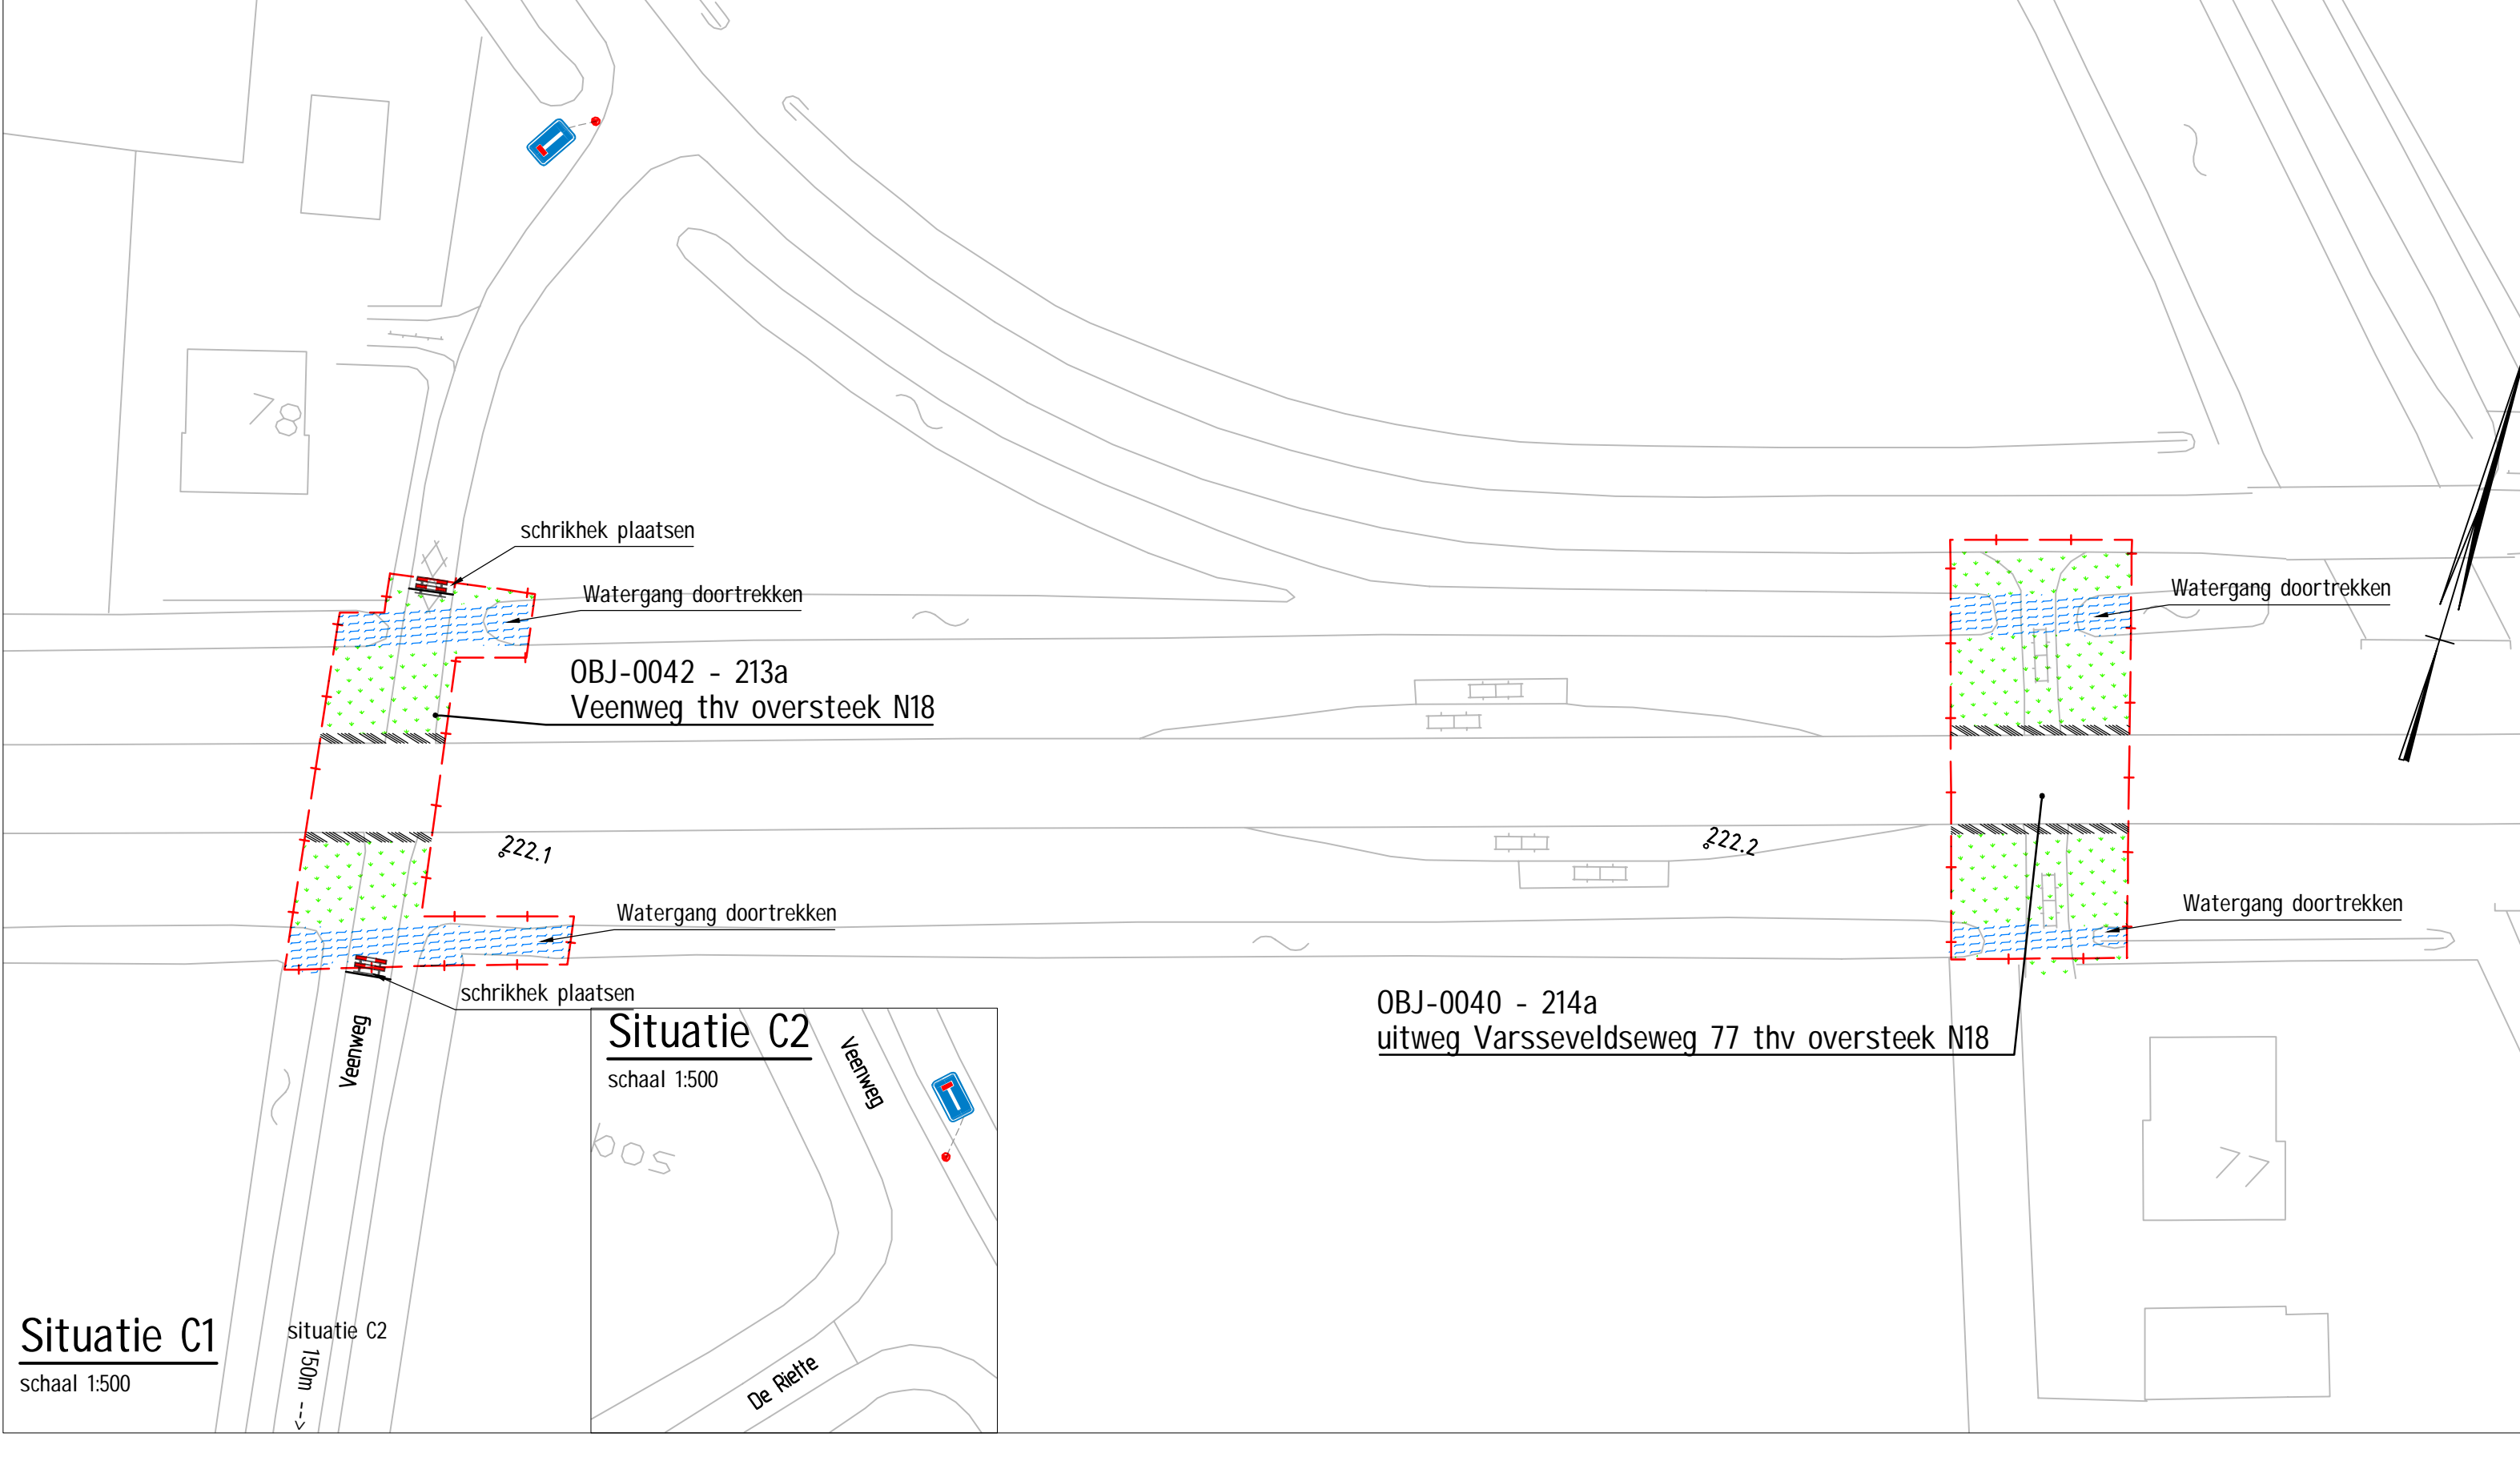 78
schrikhek plaatsen
Watergang doortrekken
Watergang doortrekken
OBJ-0042 - 213a
Veenweg thv oversteek N18
222.1
222.2
Watergang doortrekken
Watergang doortrekken
schrikhek plaatsen
OBJ-0040 - 214a
uitweg Varsseveldseweg 77 thv oversteek N18
Veenweg
Situatie C2
schaal 1:500
Veenweg
kos
77
De Riette
Situatie C1
schaal 1:500
situatie C2
150m -->